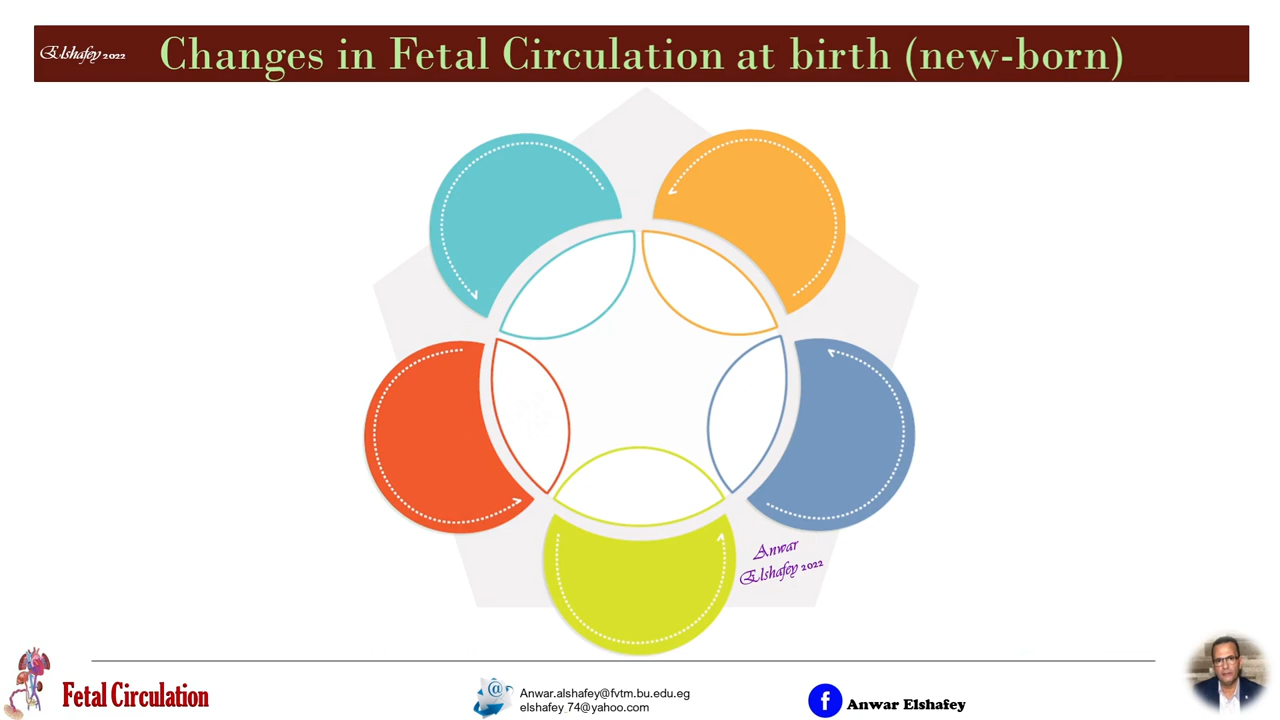 Elshafey 2022
Changes in Fetal Circulation at birth (new-born)
Anwar
Elshafey 2022
Fetal Circulation
@
Anwar.alshafey@fvtm.bu.edu.eg
elshafey 74@yahoo.com
f
Anwar Elshafey